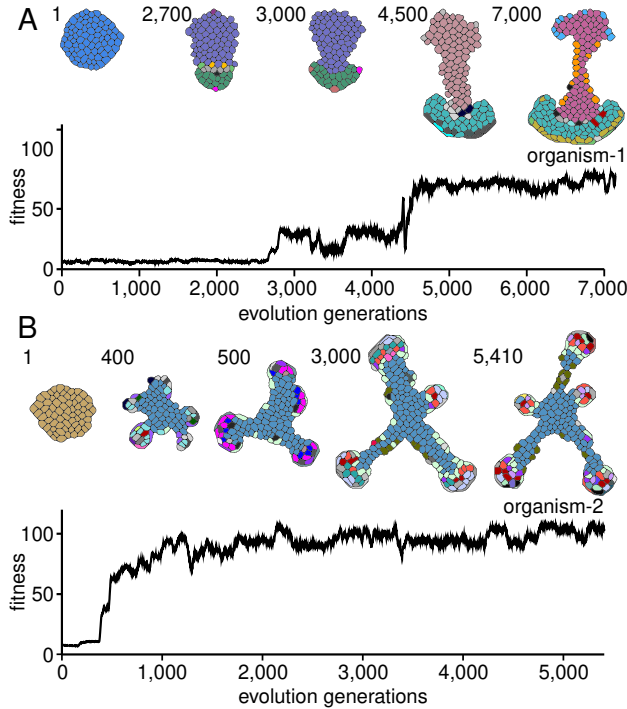 A
1 2,700 3,000 4,500 7,000
organism-1
100
50
0
fitness
0 1,000 2,000 3,000 4,000 5,000 6,000 7,000
evolution generations
B
1 400 500 3,000 5,410
organism-2
100
50
0
fitness
0 1,000 2,000 3,000 4,000 5,000
evolution generations